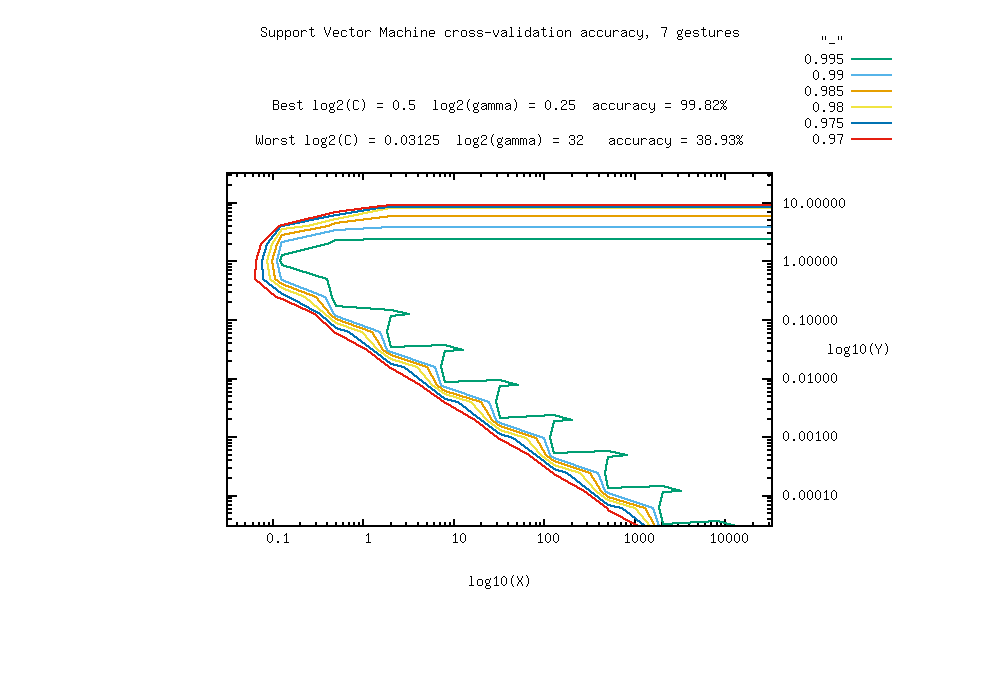 Support Vector Machine cross-validation accuracy, 7 gestures
"_"
0.995
0.99
0.985
0.98
0.975
0.97
Best log2(C) = 0.5 log2(gamma) = 0.25 accuracy = 99.82%
Worst log2(C) = 0.03125 log2(gamma) = 32 accuracy = 38.93%
10.00000
1.00000
0.10000
0.01000
0.00100
0.00010
log10(Y)
0.1 1 10 100 1000 10000
log10(X)